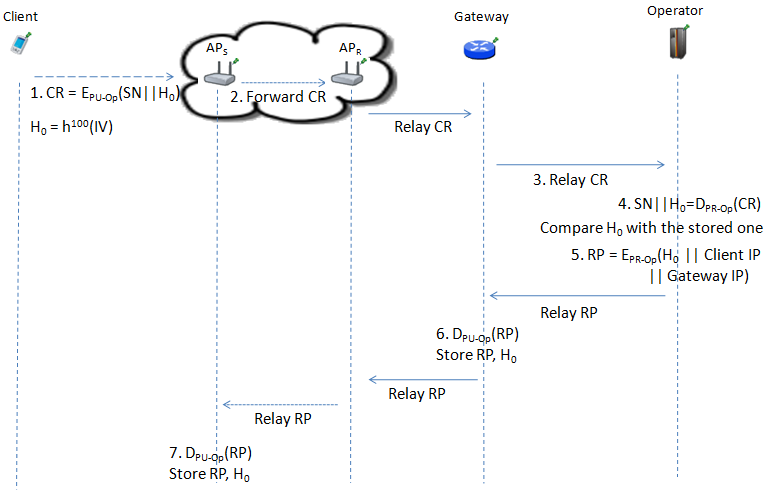 Client
Gateway
Operator
APS
APR
1. CR = EPU-Op(SN||H0)
2. Forward CR
H0 = h100(IV)
Relay CR
3. Relay CR
4. SN||H0=DPR-Op(CR)
Compare H0 with the stored one
5. RP = EPR-Op(H0 || Client IP
|| Gateway IP)
Relay RP
6. DPU-Op(RP)
Store RP, H0
Relay RP
Relay RP
7. DPU-Op(RP)
Store RP, H0